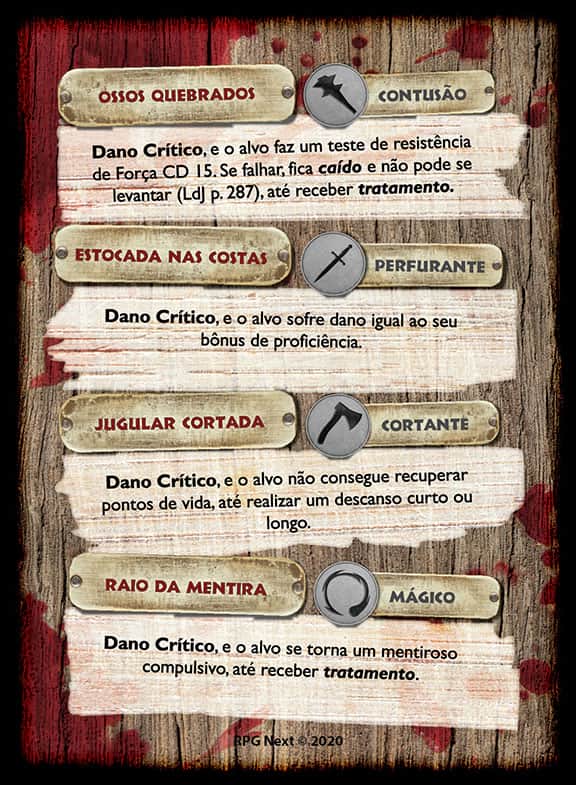 OSSOS QUEBRADOS
CONTUSÃO
Dano Crítico, e o alvo faz um teste de resistência
de Força CD 15. Se falhar, fica caído e não pode se
levantar (LdJ p. 287), até receber tratamento.
ESTOCADA NAS COSTAS
PERFURANTE
Dano Crítico, e o alvo sofre dano igual ao seu
bônus de proficiência.
JUGULAR CORTADA
CORTANTE
Dano Crítico, e o alvo não consegue recuperar
pontos de vida, até realizar um descanso curto ou
longo.
RAIO DA MENTIRA
MÁGICO
Dano Crítico, e o alvo se torna um mentiroso
compulsivo, até receber tratamento.
RPG Next ©.2020